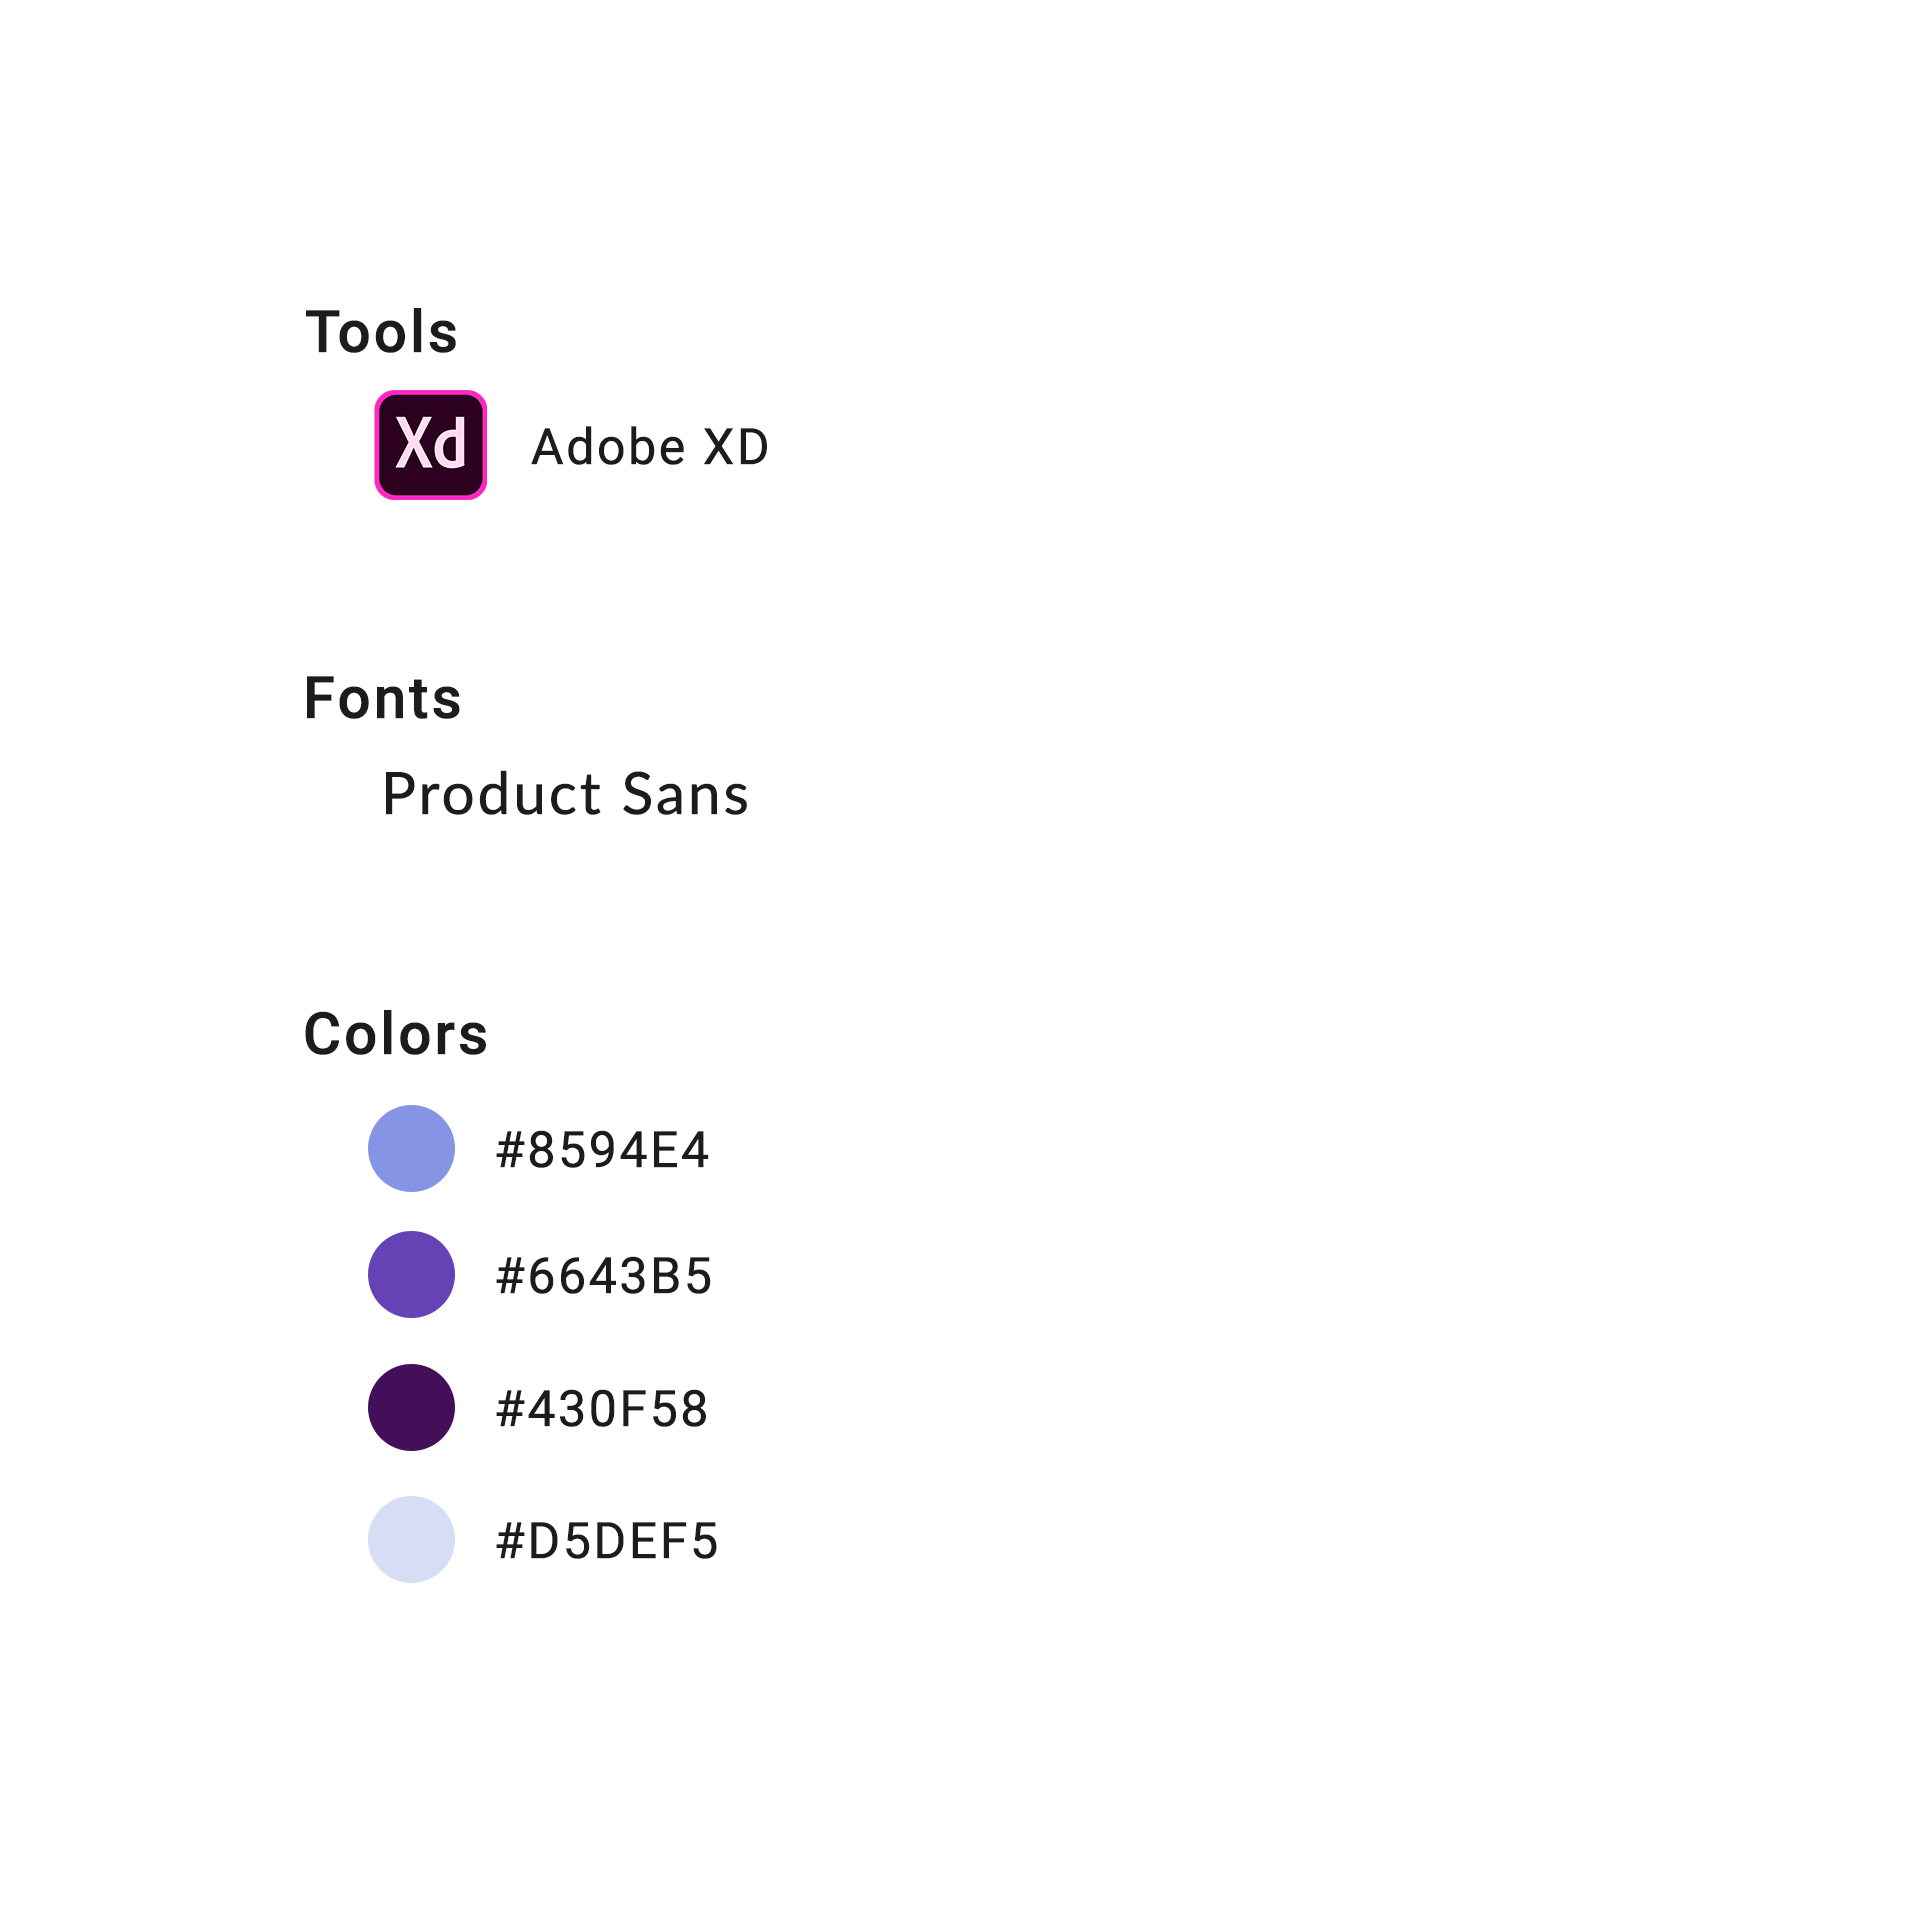 Tools
Xd Adobe XD
Fonts
Product Sans
Colors
#8594E4
#6643B5
#430F58
#D5DEF5